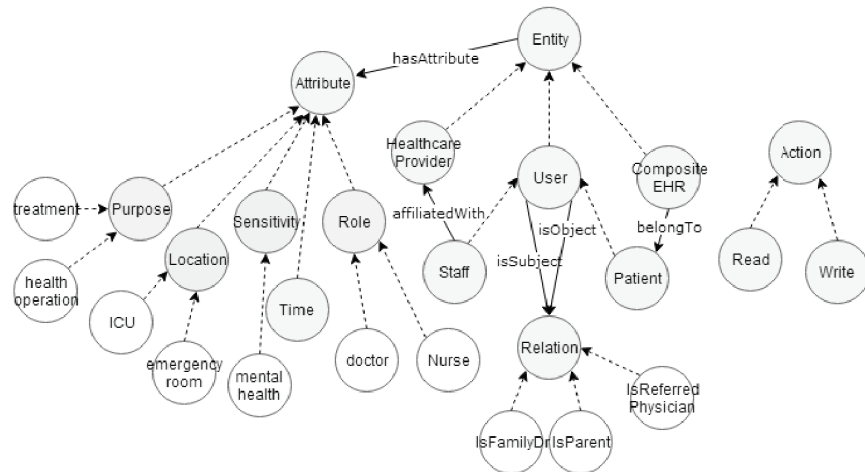 Entity
hasAttribute
Attribute
Healthcare
Provider
User
Composite
EHR
Action
treatment
Purpose
Sensitivity
Role
affiliatedWith
isObject
belongTo
Location
isSubject
health
operation
Staff
Patient
Read
Write
ICU
Time
emergency
room
mental
health
doctor
Nurse
Relation
IsReferred
Physician
IsFamilyDr
IsParent